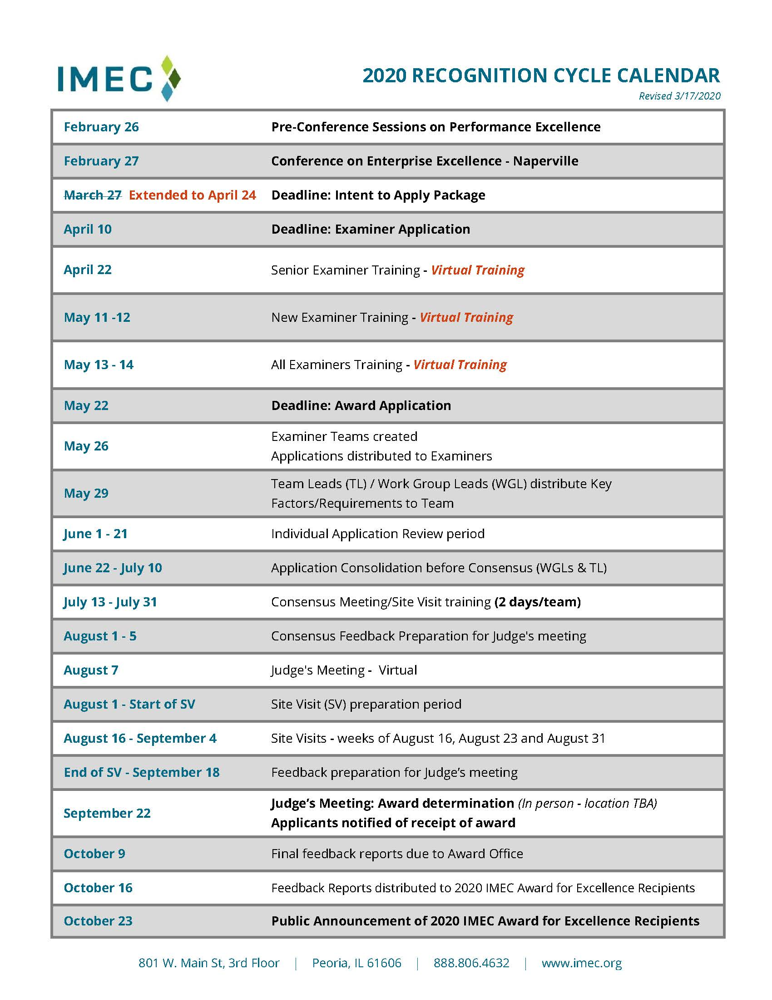 IMEC
2020 RECOGNITION CYCLE CALENDAR
Revised 3/17/2020
February 26 Pre-Conference Sessions on Performance Excellence
February 27 Conference on Enterprise Excellence - Naperville
March 27 Extended to April 24 Deadline: Intent to Apply Package
April 10 Deadline: Examiner Application
April 22 Senior Examiner Training - Virtual Training
May 11 -12 New Examiner Training - Virtual Training
May 13 - 14 All Examiners Training - Virtual Training
May 22 Deadline: Award Application
May 26 Examiner Teams created
Applications distributed to Examiners
May 29 Team Leads (TL) / Work Group Leads (WGL) distribute Key
Factors/Requirements to Team
June 1 - 21 Individual Application Review period
June 22 - July 10 Application Consolidation before Consensus (WGLs & TL)
July 13 - July 31 Consensus Meeting/Site Visit training (2 days/team)
August 1 - 5 Consensus Feedback Preparation for Judge's meeting
August 7 Judge's Meeting - Virtual
August 1 - Start of SV Site Visit (SV) preparation period
August 16 - September 4 Site Visits - weeks of August 16, August 23 and August 31
End of SV - September 18 Feedback preparation for Judge’s meeting
September 22 Judge’s Meeting: Award determination (In person - location TBA)
Applicants notified of receipt of award
October 9 Final feedback reports due to Award Office
October 16 Feedback Reports distributed to 2020 IMEC Award for Excellence Recipients
October 23 Public Announcement of 2020 IMEC Award for Excellence Recipients
801 W. Main St, 3rd Floor | Peoria, IL 61606 | 888.806.4632 | www.imec.org